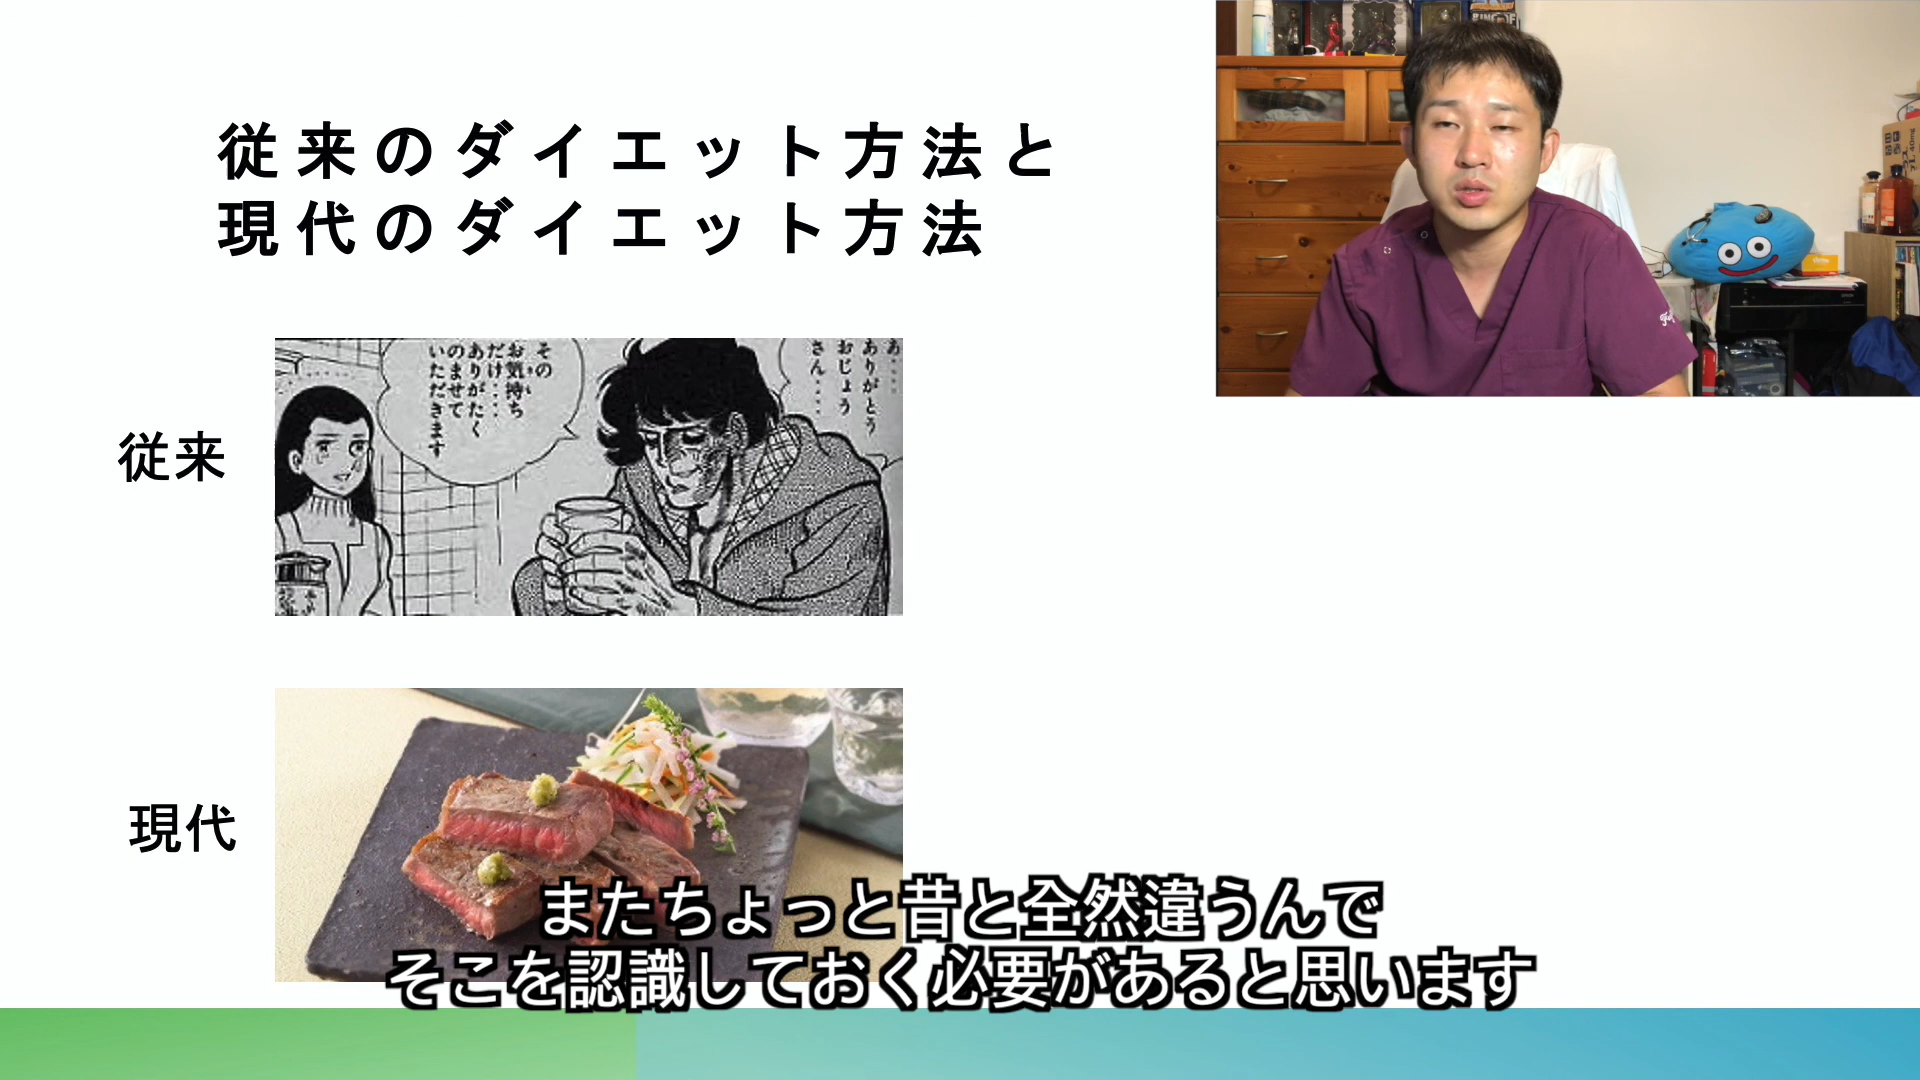 従来のダイエット方法と
現代のダイエット方法
従来
その
お気持ち
だけ‥‥
ありがたく
のませて
いただきます
ありがとう
おじょう
さん‥‥
現代
またちょっと昔と全然違うんで
そこを認識しておく必要があると思います